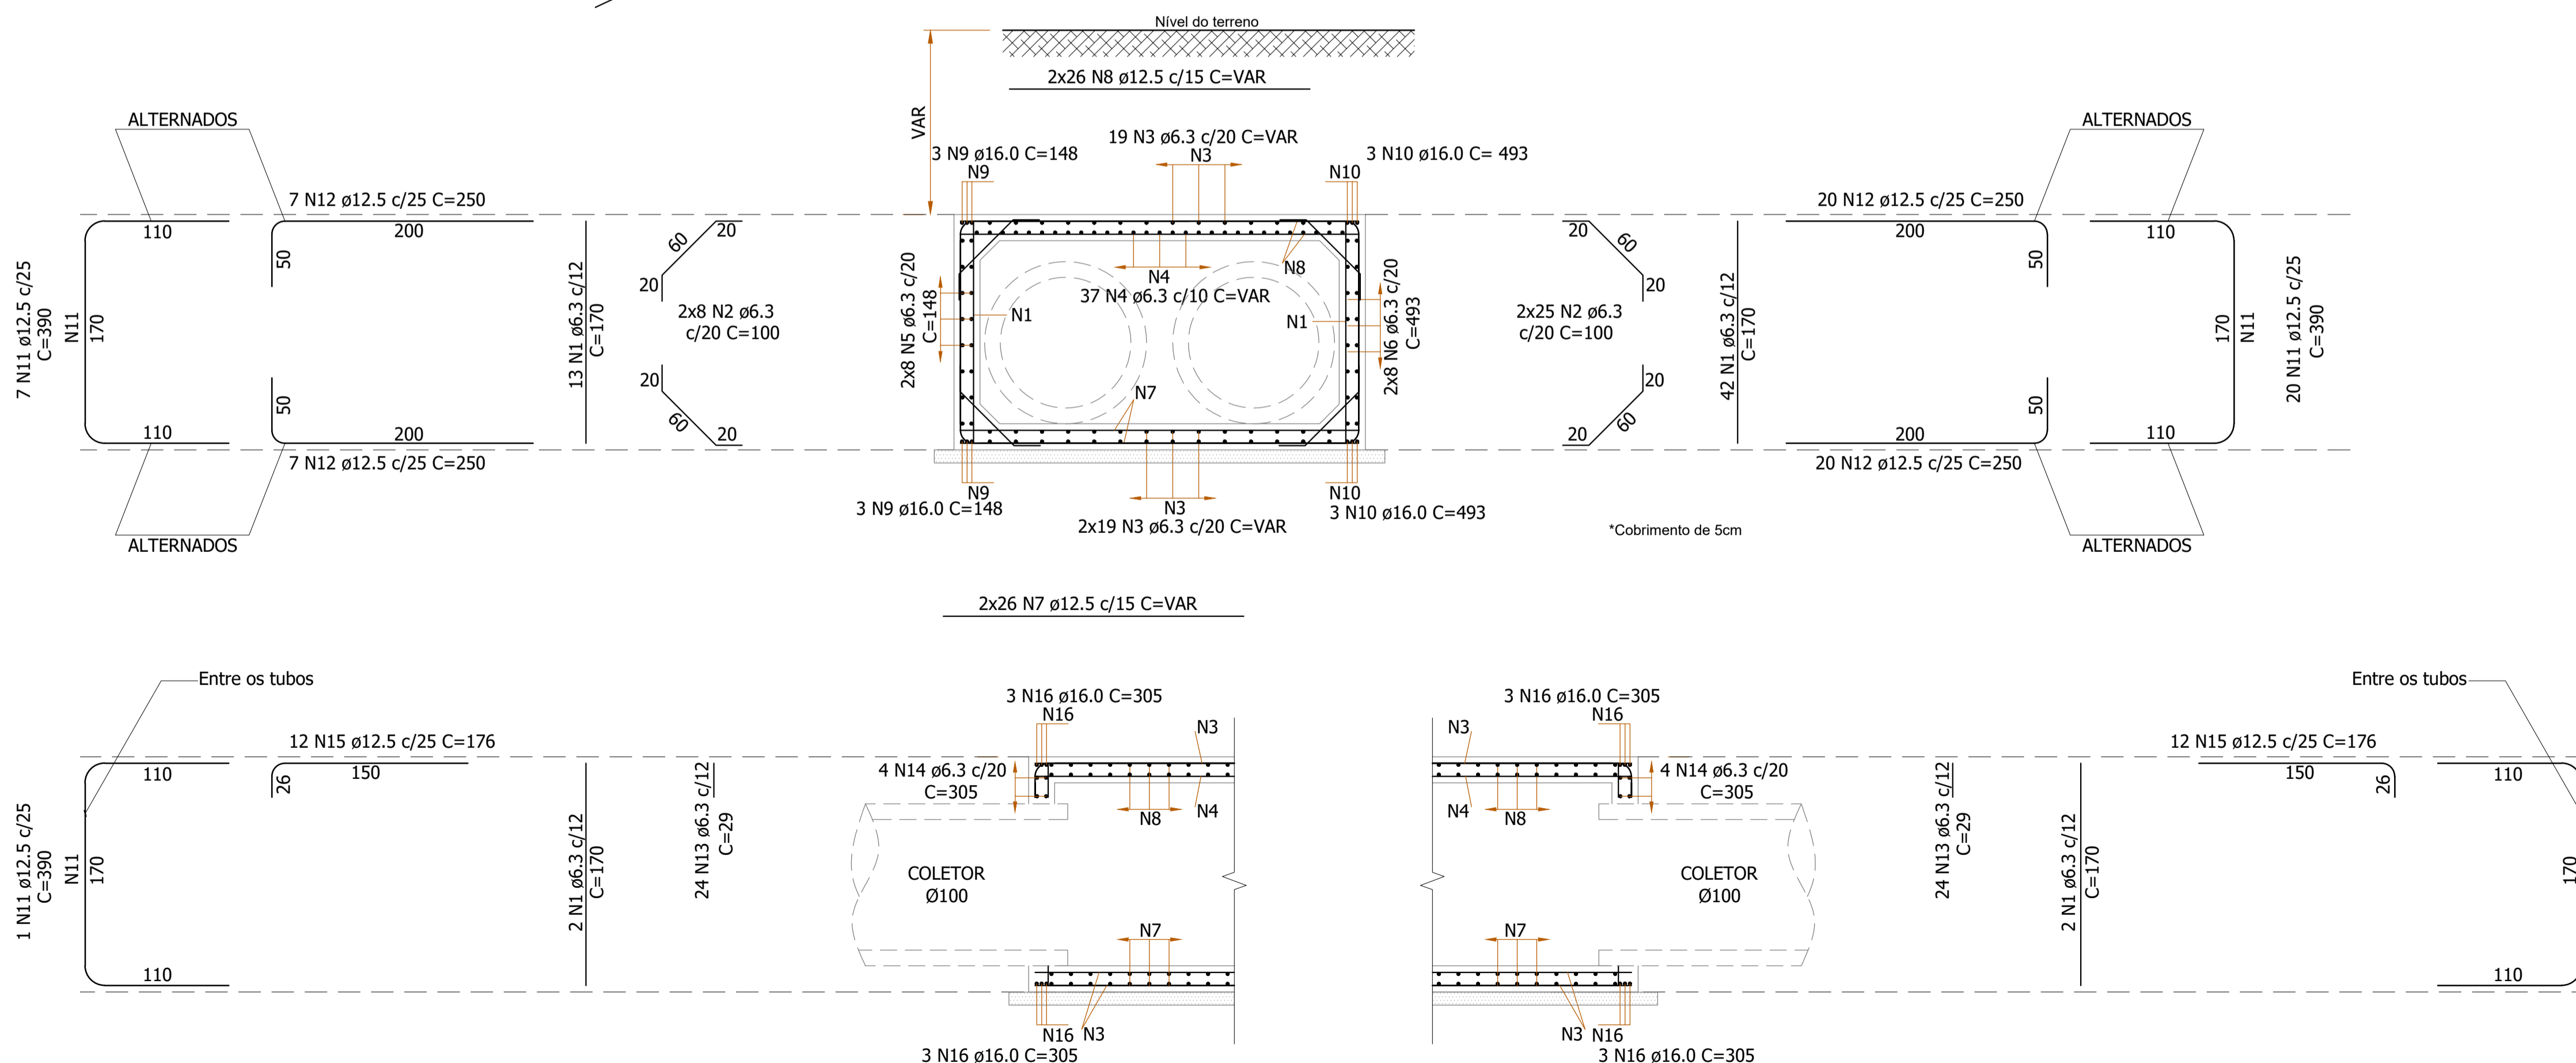 Nível do terreno
2x26 N8 ø12.5 c/15 C=VAR
VAR
ALTERNADOS
ALTERNADOS
19 N3 ø6.3 c/20 C=VAR
N3
3 N9 ø16.0 C=148
N9
3 N10 ø16.0 C= 493
N10
7 N12 ø12.5 c/25 C=250
20 N12 ø12.5 c/25 C=250
110
200
50
20
60
20
20
60
20
200
50
110
7 N11 ø12.5 c/25
C=390
N11
170
13 N1 ø6.3 c/12
C=170
2x8 N2 ø6.3
c/20 C=100
2x8 N5 ø6.3 c/20
C=148
N1
N4
37 N4 ø6.3 c/10 C=VAR
N8
N1
N7
2x8 N6 ø6.3 c/20
C=493
2x25 N2 ø6.3
c/20 C=100
42 N1 ø6.3 c/12
C=170
170
N11
20 N11 ø12.5 c/25
C=390
110
50
200
20
60
20
20
60
20
50
200
110
7 N12 ø12.5 c/25 C=250
20 N12 ø12.5 c/25 C=250
N9
3 N9 ø16.0 C=148
N3
2x19 N3 ø6.3 c/20 C=VAR
N10
3 N10 ø16.0 C=493
*Cobrimento de 5cm
ALTERNADOS
ALTERNADOS
2x26 N7 ø12.5 c/15 C=VAR
Entre os tubos
Entre os tubos
3 N16 ø16.0 C=305
N16
N3
3 N16 ø16.0 C=305
N16
N3
12 N15 ø12.5 c/25 C=176
12 N15 ø12.5 c/25 C=176
110
26
150
4 N14 ø6.3 c/20
C=305
N8
N4
N4
N8
4 N14 ø6.3 c/20
C=305
150
26
110
1 N11 ø12.5 c/25
C=390
N11
170
2 N1 ø6.3 c/12
C=170
24 N13 ø6.3 c/12
C=29
COLETOR
Ø100
COLETOR
Ø100
24 N13 ø6.3 c/12
C=29
2 N1 ø6.3 c/12
C=170
170
N7
N7
110
110
N16
N3
3 N16 ø16.0 C=305
N3
N16
3 N16 ø16.0 C=305